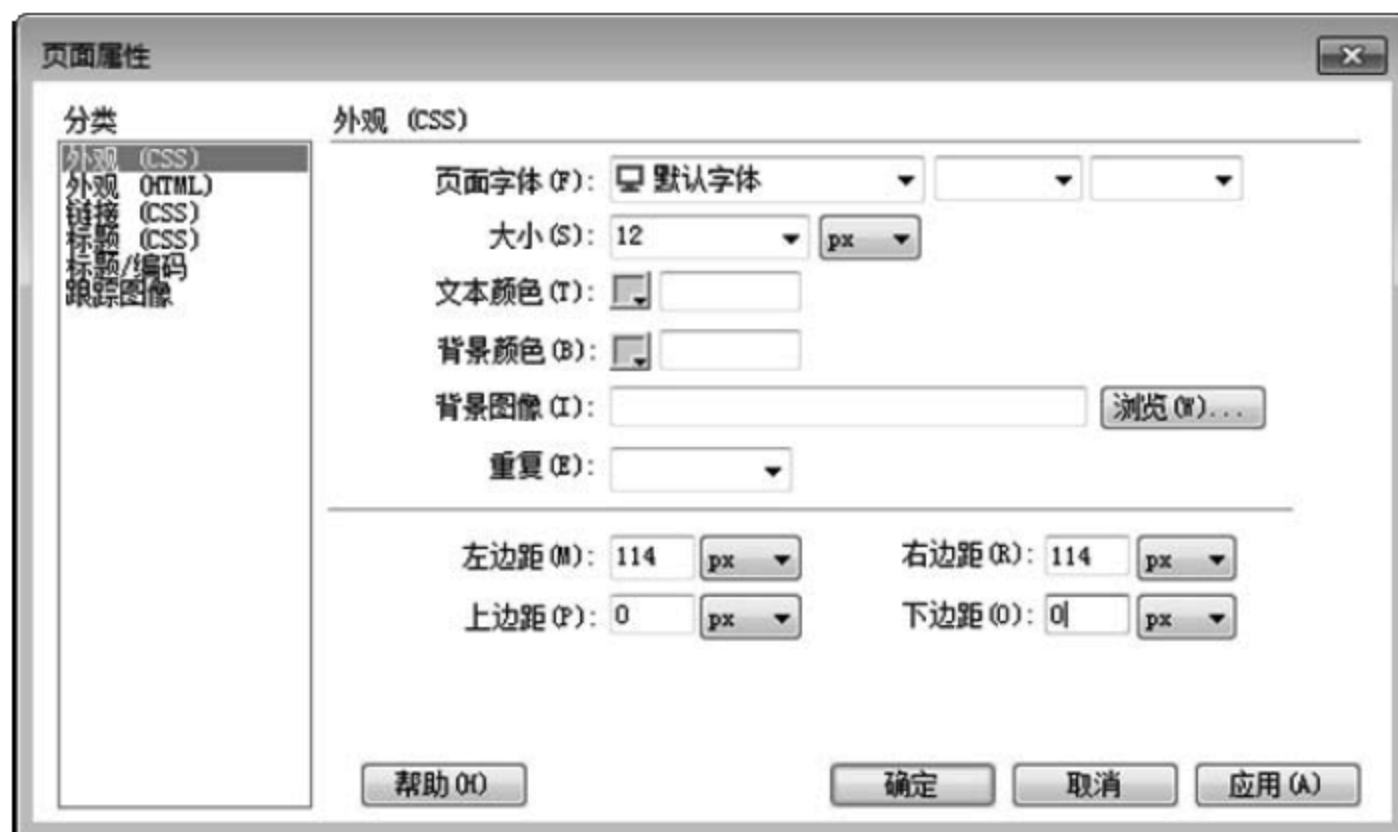 页面属性
分类
外观 (CSS)
外观 (HTML)
链接 (CSS)
标题 (CSS)
标题/编码
跟踪图像
外观 (CSS)
页面字体(F): 默认字体
大小(S): 12 px
文本颜色(T):
背景颜色(B):
背景图像(I): 浏览(W)...
重复(E):
左边距(M): 114 px 右边距(R): 114 px
上边距(P): 0 px 下边距(O): 0 px
帮助(H) 确定 取消 应用(A)